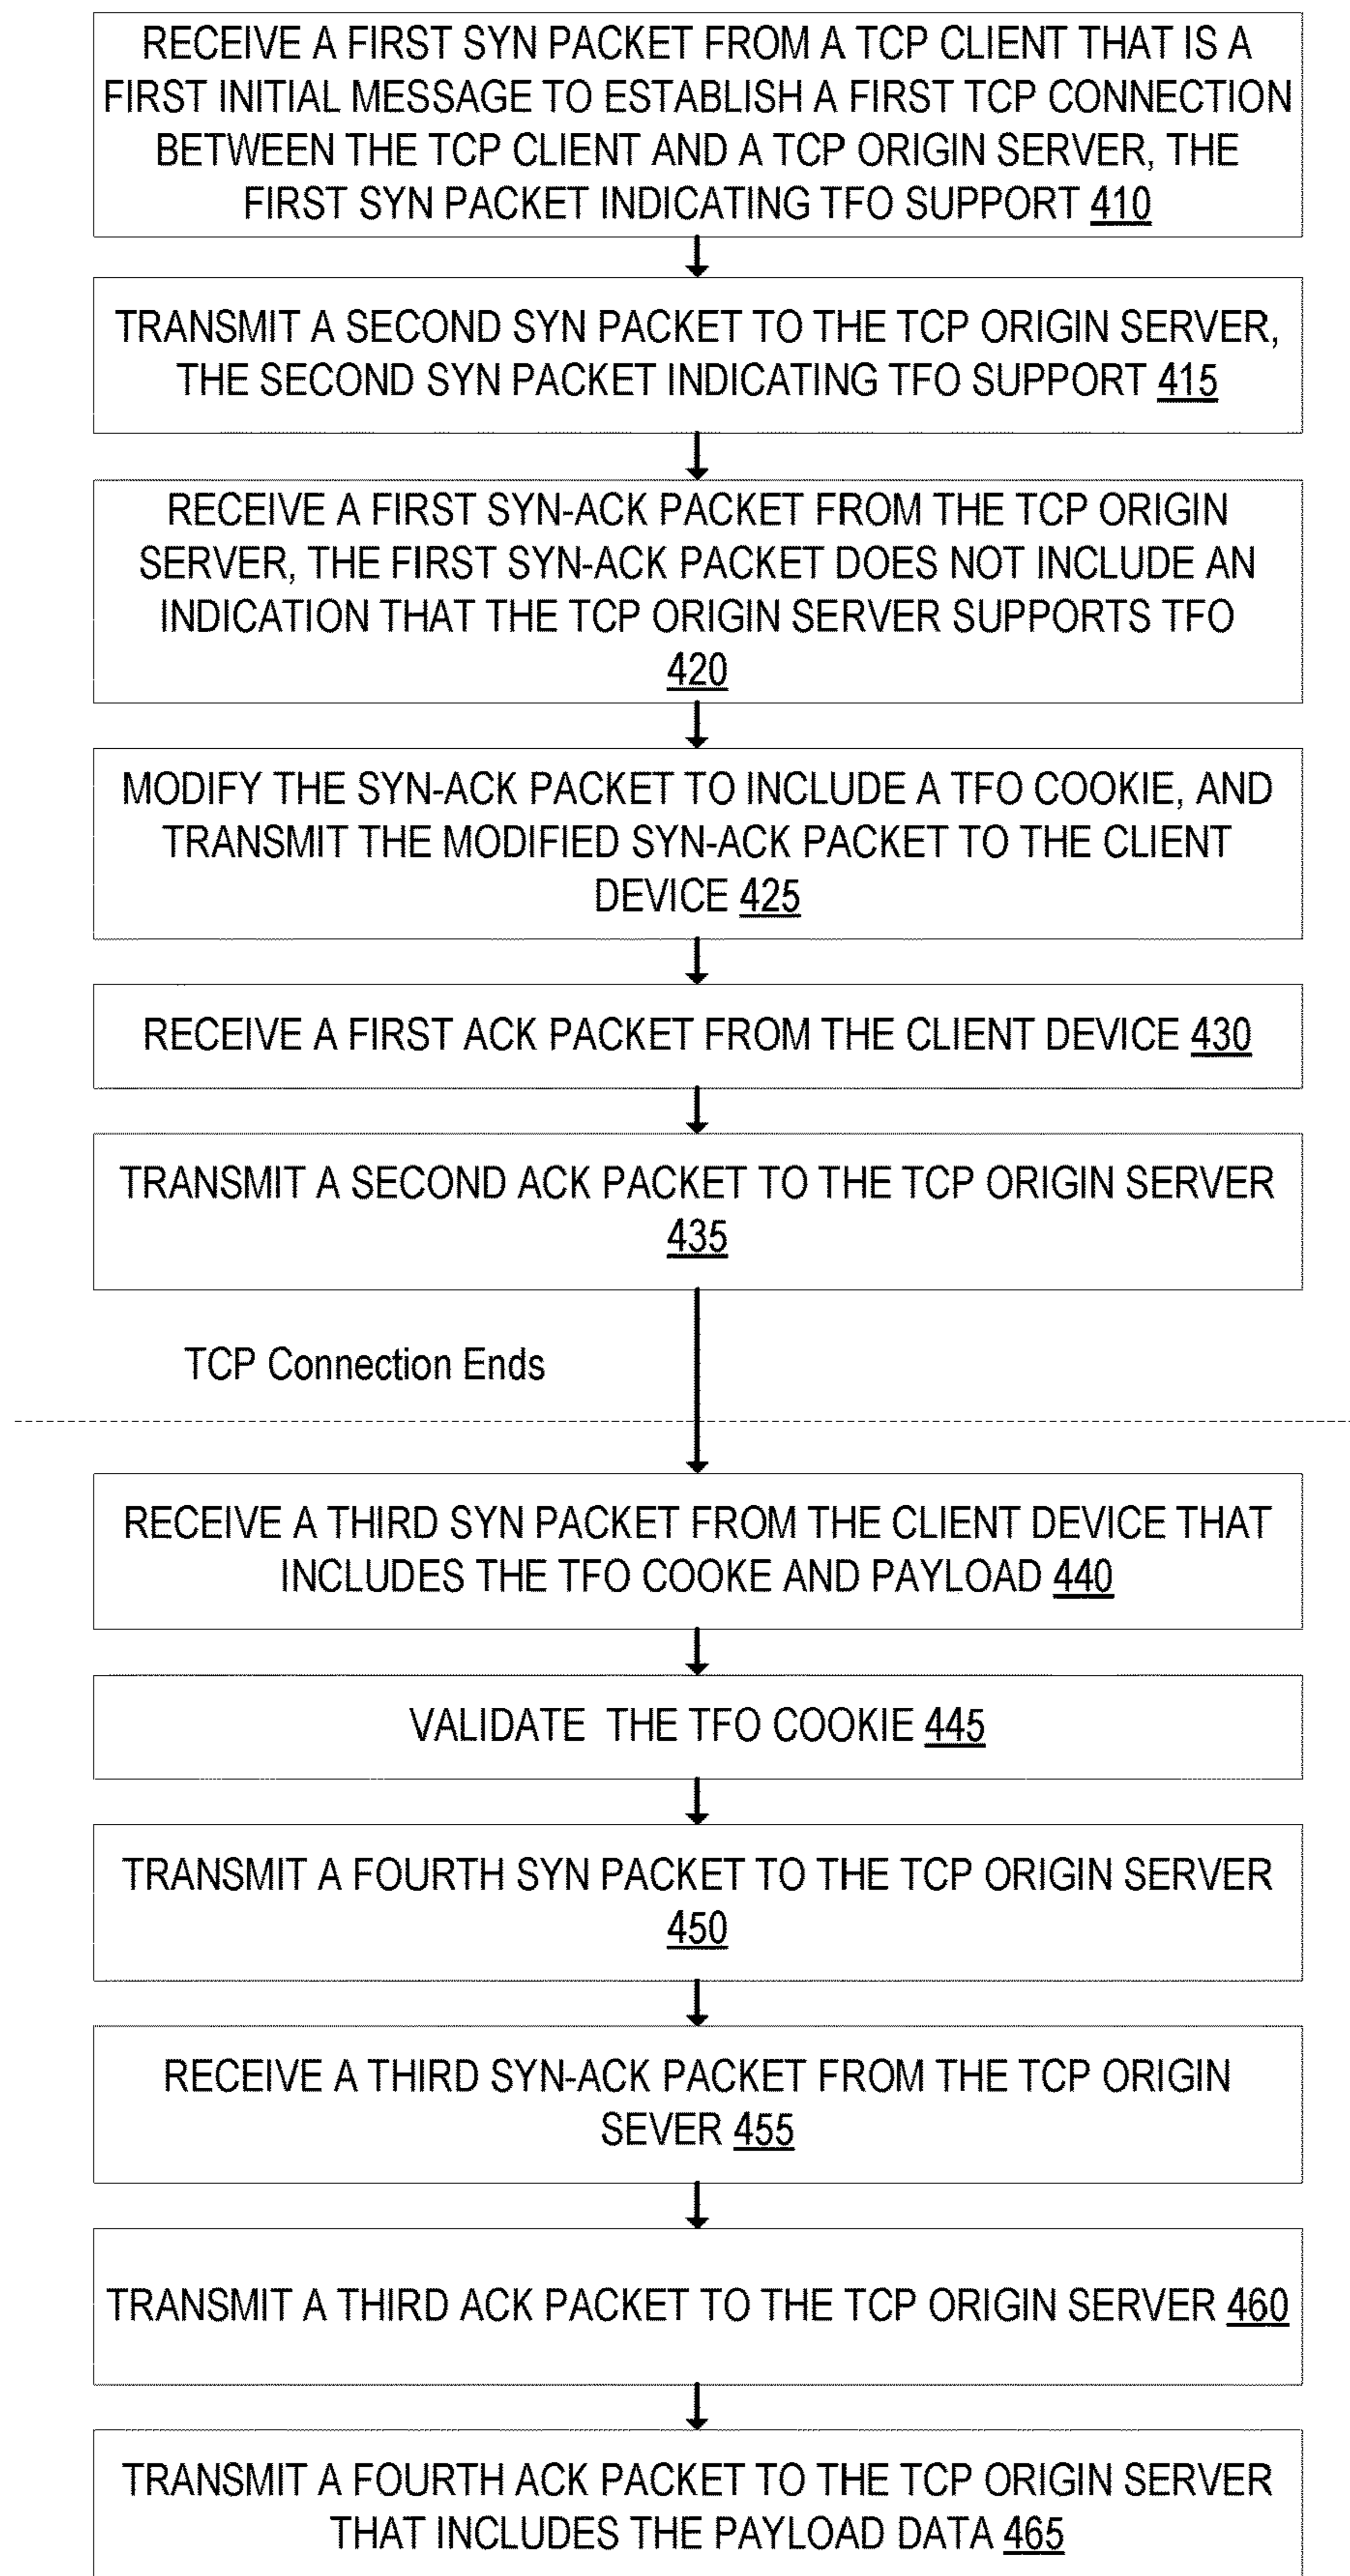 RECEIVE A FIRST SYN PACKET FROM A TCP CLIENT THAT IS A
FIRST INITIAL MESSAGE TO ESTABLISH A FIRST TCP CONNECTION
BETWEEN THE TCP CLIENT AND A TCP ORIGIN SERVER, THE
FIRST SYN PACKET INDICATING TFO SUPPORT 410
TRANSMIT A SECOND SYN PACKET TO THE TCP ORIGIN SERVER,
THE SECOND SYN PACKET INDICATING TFO SUPPORT 415
RECEIVE A FIRST SYN-ACK PACKET FROM THE TCP ORIGIN
SERVER, THE FIRST SYN-ACK PACKET DOES NOT INCLUDE AN
INDICATION THAT THE TCP ORIGIN SERVER SUPPORTS TFO
420
MODIFY THE SYN-ACK PACKET TO INCLUDE A TFO COOKIE, AND
TRANSMIT THE MODIFIED SYN-ACK PACKET TO THE CLIENT
DEVICE 425
RECEIVE A FIRST ACK PACKET FROM THE CLIENT DEVICE 430
TRANSMIT A SECOND ACK PACKET TO THE TCP ORIGIN SERVER
435
TCP Connection Ends
RECEIVE A THIRD SYN PACKET FROM THE CLIENT DEVICE THAT
INCLUDES THE TFO COOKE AND PAYLOAD 440
VALIDATE THE TFO COOKIE 445
TRANSMIT A FOURTH SYN PACKET TO THE TCP ORIGIN SERVER
450
RECEIVE A THIRD SYN-ACK PACKET FROM THE TCP ORIGIN
SEVER 455
TRANSMIT A THIRD ACK PACKET TO THE TCP ORIGIN SERVER 460
TRANSMIT A FOURTH ACK PACKET TO THE TCP ORIGIN SERVER
THAT INCLUDES THE PAYLOAD DATA 465